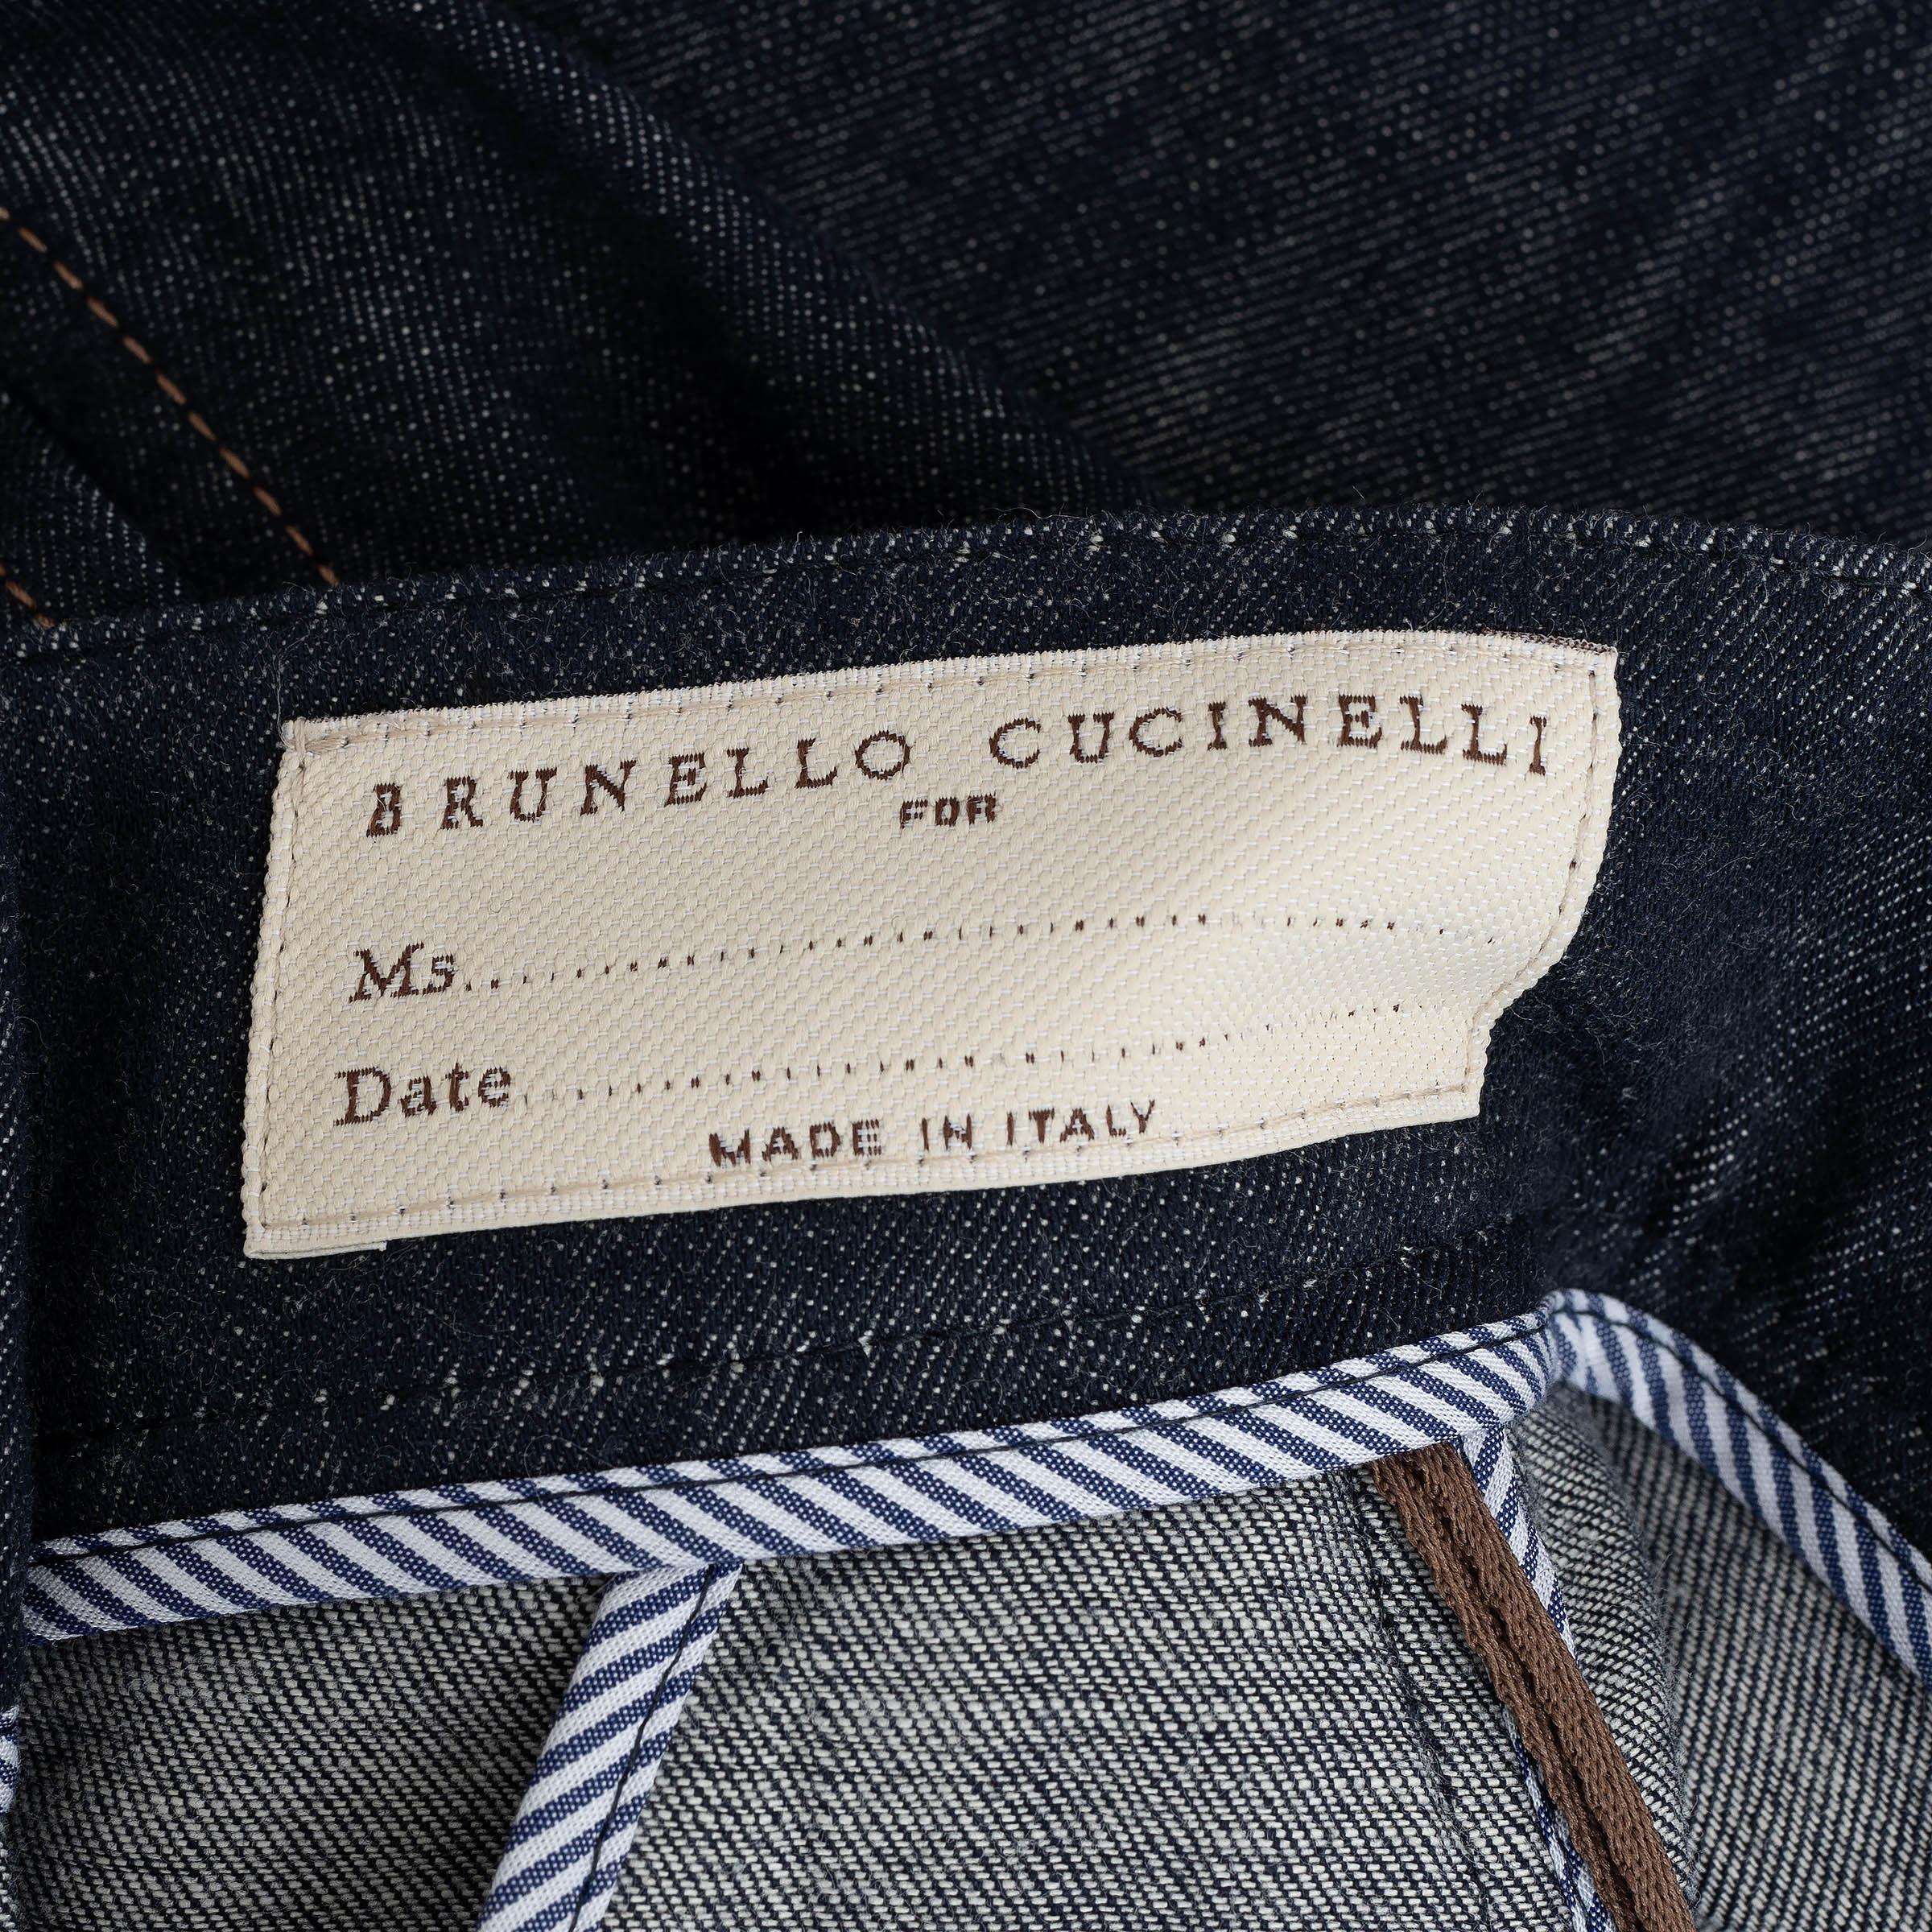 BRUNELLO CUCINELLI
FOR
Ms..............................
Date..............................
MADE IN ITALY